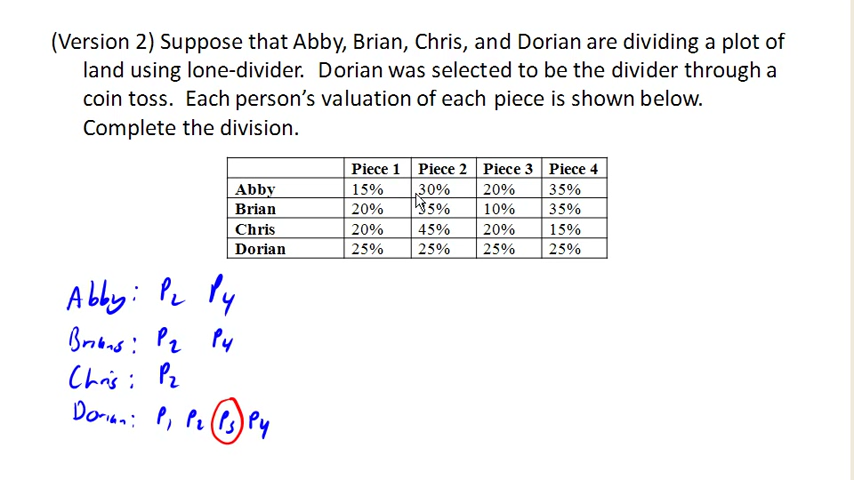 (Version 2) Suppose that Abby, Brian, Chris, and Dorian are dividing a plot of
land using lone-divider. Dorian was selected to be the divider through a
coin toss. Each person's valuation of each piece is shown below.
Complete the division.
Piece 1 Piece 2 Piece 3 Piece 4
Abby 15% 30% 20% 35%
Brian 20% 35% 10% 35%
Chris 20% 45% 20% 15%
Dorian 25% 25% 25% 25%
Abby: P2 P4
: P2 P4
Chris: P2
Dorian: P1 P2 P3 P4